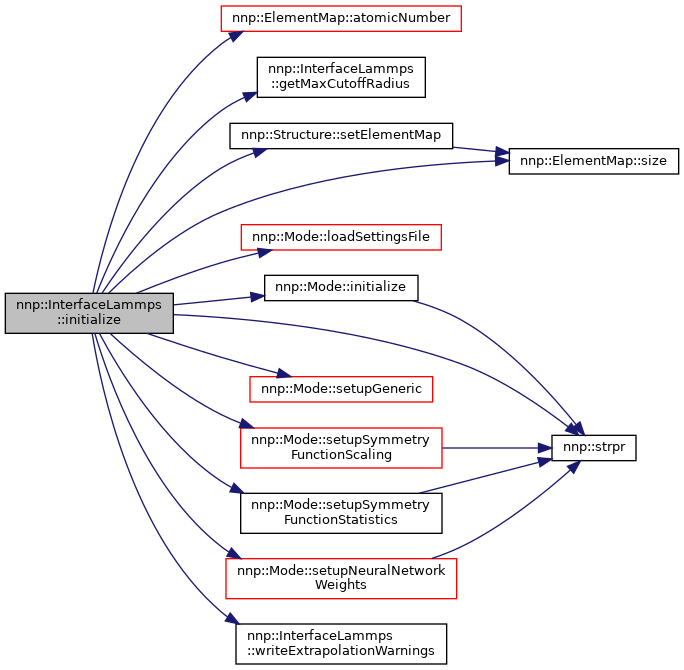 nnp::ElementMap::atomicNumber
nnp::InterfaceLammps
::getMaxCutoffRadius
nnp::Structure::setElementMap
nnp::ElementMap::size
nnp::Mode::loadSettingsFile
nnp::Mode::initialize
nnp::InterfaceLammps
::initialize
nnp::Mode::setupGeneric
nnp::Mode::setupSymmetry
FunctionScaling
nnp::strpr
nnp::Mode::setupSymmetry
FunctionStatistics
nnp::Mode::setupNeuralNetwork
Weights
nnp::InterfaceLammps
::writeExtrapolationWarnings